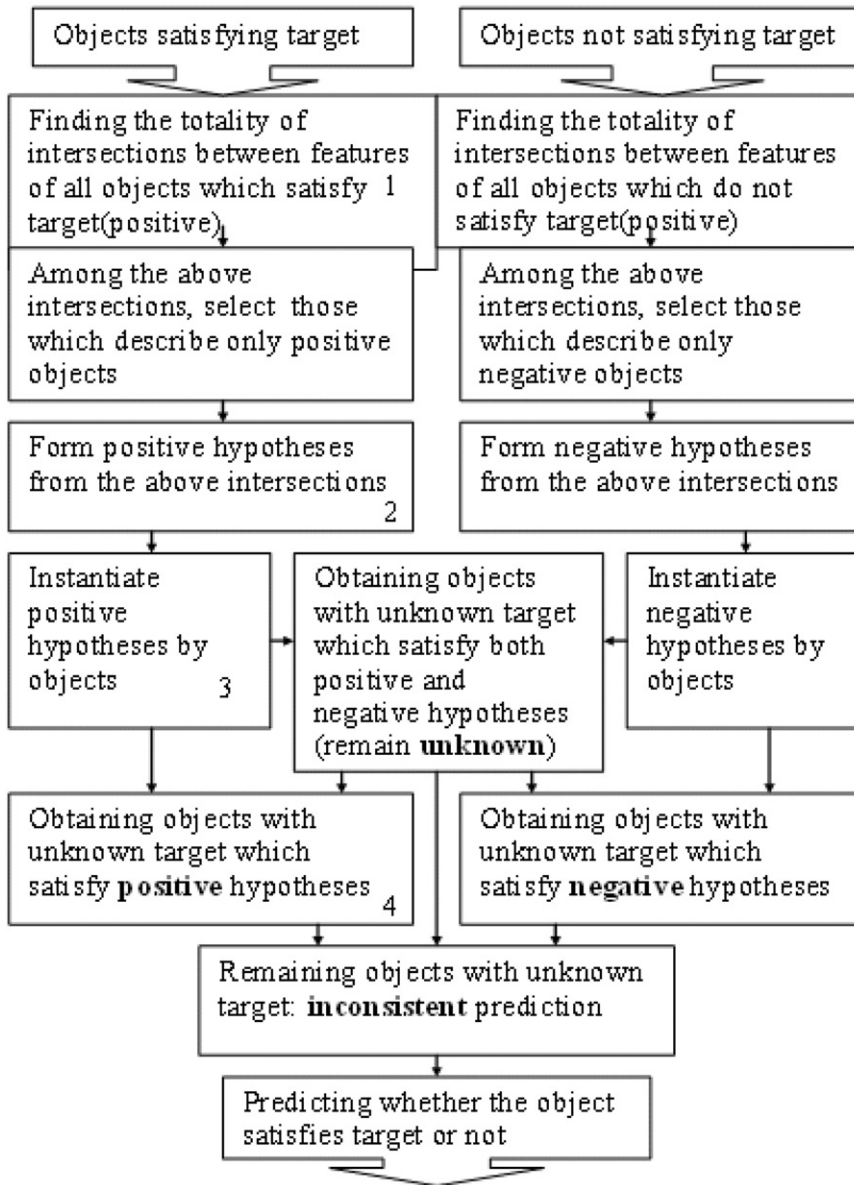 Objects satisfying target
Objects not satisfying target
Finding the totality of
intersections between features
of all objects which satisfy 1
target(positive)
Finding the totality of
intersections between features
of all objects which do not
satisfy target(positive)
Among the above
intersections, select those
which describe only positive
objects
Among the above
intersections, select those
which describe only
negative objects
Form positive hypotheses
from the above intersections
2
Form negative hypotheses
from the above intersections
Instantiate
positive
hypotheses by
objects
3
Obtaining objects
with unknown target
which satisfy both
positive and
negative hypotheses
(remain unknown)
Instantiate
negative
hypotheses by
objects
Obtaining objects with
unknown target which
satisfy positive hypotheses
4
Obtaining objects with
unknown target which
satisfy negative hypotheses
Remaining objects with unknown
target: inconsistent prediction
Predicting whether the object
satisfies target or not